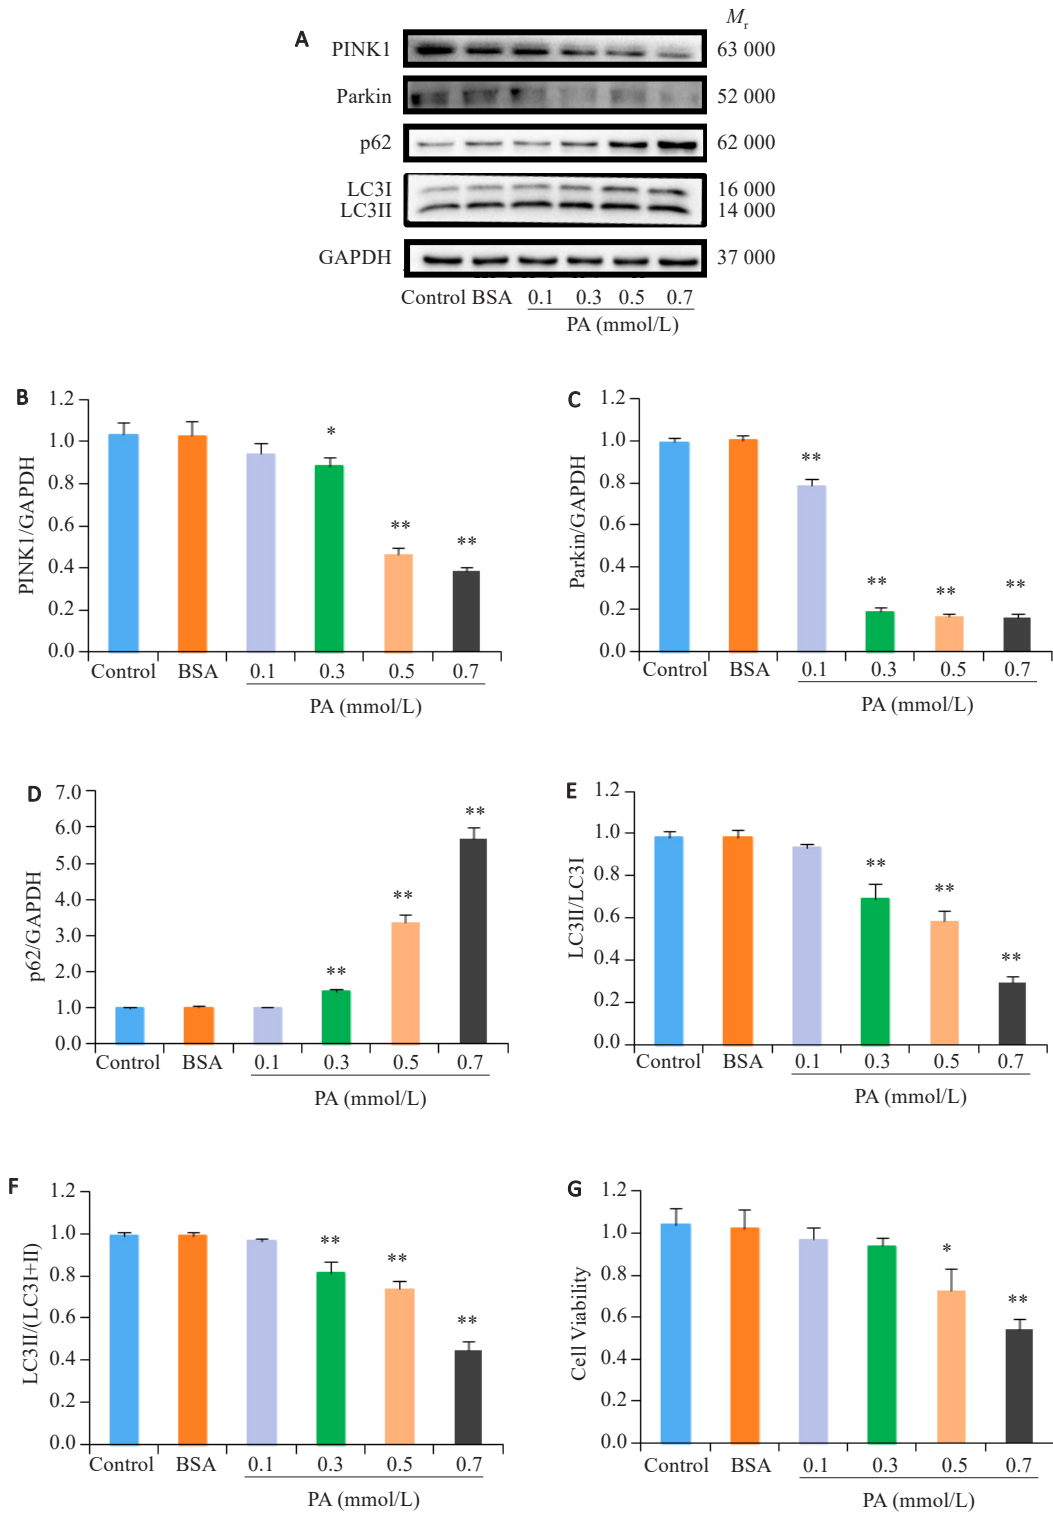 A
Mr
PINK1 63 000
Parkin 52 000
p62 62 000
LC3I 16 000
LC3II 14 000
GAPDH 37 000
Control BSA 0.1 0.3 0.5 0.7
PA (mmol/L)
B
PINK1/GAPDH
1.2
1.0
0.8
0.6
0.4
0.2
0.0
*
**
**
Control BSA 0.1 0.3 0.5 0.7
PA (mmol/L)
C
Parkin/GAPDH
1.2
1.0
0.8
0.6
0.4
0.2
0.0
**
**
**
**
Control BSA 0.1 0.3 0.5 0.7
PA (mmol/L)
D
p62/GAPDH
7.0
6.0
5.0
4.0
3.0
2.0
1.0
0.0
**
**
**
Control BSA 0.1 0.3 0.5 0.7
PA (mmol/L)
E
LC3II/LC3I
1.2
1.0
0.8
0.6
0.4
0.2
0.0
**
**
**
Control BSA 0.1 0.3 0.5 0.7
PA (mmol/L)
F
LC3II/(LC3I+II)
1.2
1.0
0.8
0.6
0.4
0.2
0.0
**
**
**
Control BSA 0.1 0.3 0.5 0.7
PA (mmol/L)
G
Cell Viability
1.2
1.0
0.8
0.6
0.4
0.2
0.0
*
**
Control BSA 0.1 0.3 0.5 0.7
PA (mmol/L)